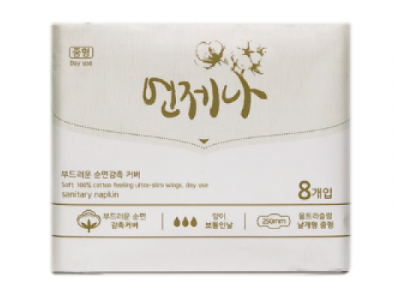 중형
Day use
언제나
부드러운 순면감촉 커버
Soft 100% cotton feeling ultra-slim wings, day use
sanitary napkin
8개입
부드러운 순면
감촉커버
양이
보통인날
250mm
울트라슬림
날개형 중형